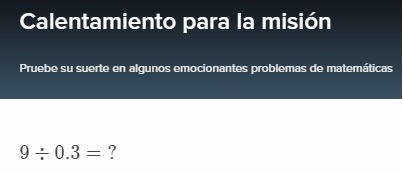 Calentamiento para la misión
Pruebe su suerte en algunos emocionantes problemas de matemáticas
9 ÷ 0.3 = ?